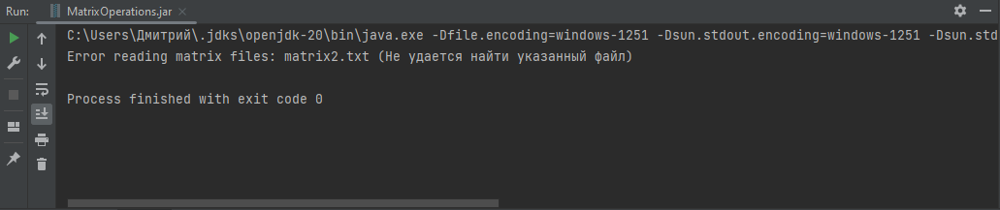 Run: MatrixOperations.jar
C:\Users\Дмитрий\.jdks\openjdk-20\bin\java.exe -Dfile.encoding=windows-1251 -Dsun.stdout.encoding=windows-1251 -Dsun.std
Error reading matrix files: matrix2.txt (Не удается найти указанный файл)
Process finished with exit code 0